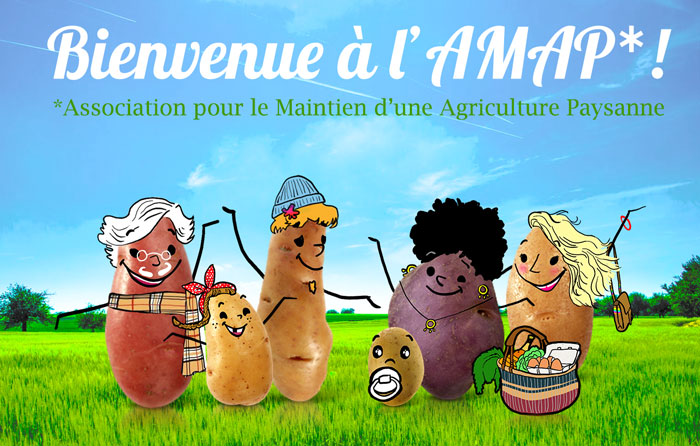 Bienvenue à l'AMAP*!
*Association pour le Maintien d'une Agriculture Paysanne